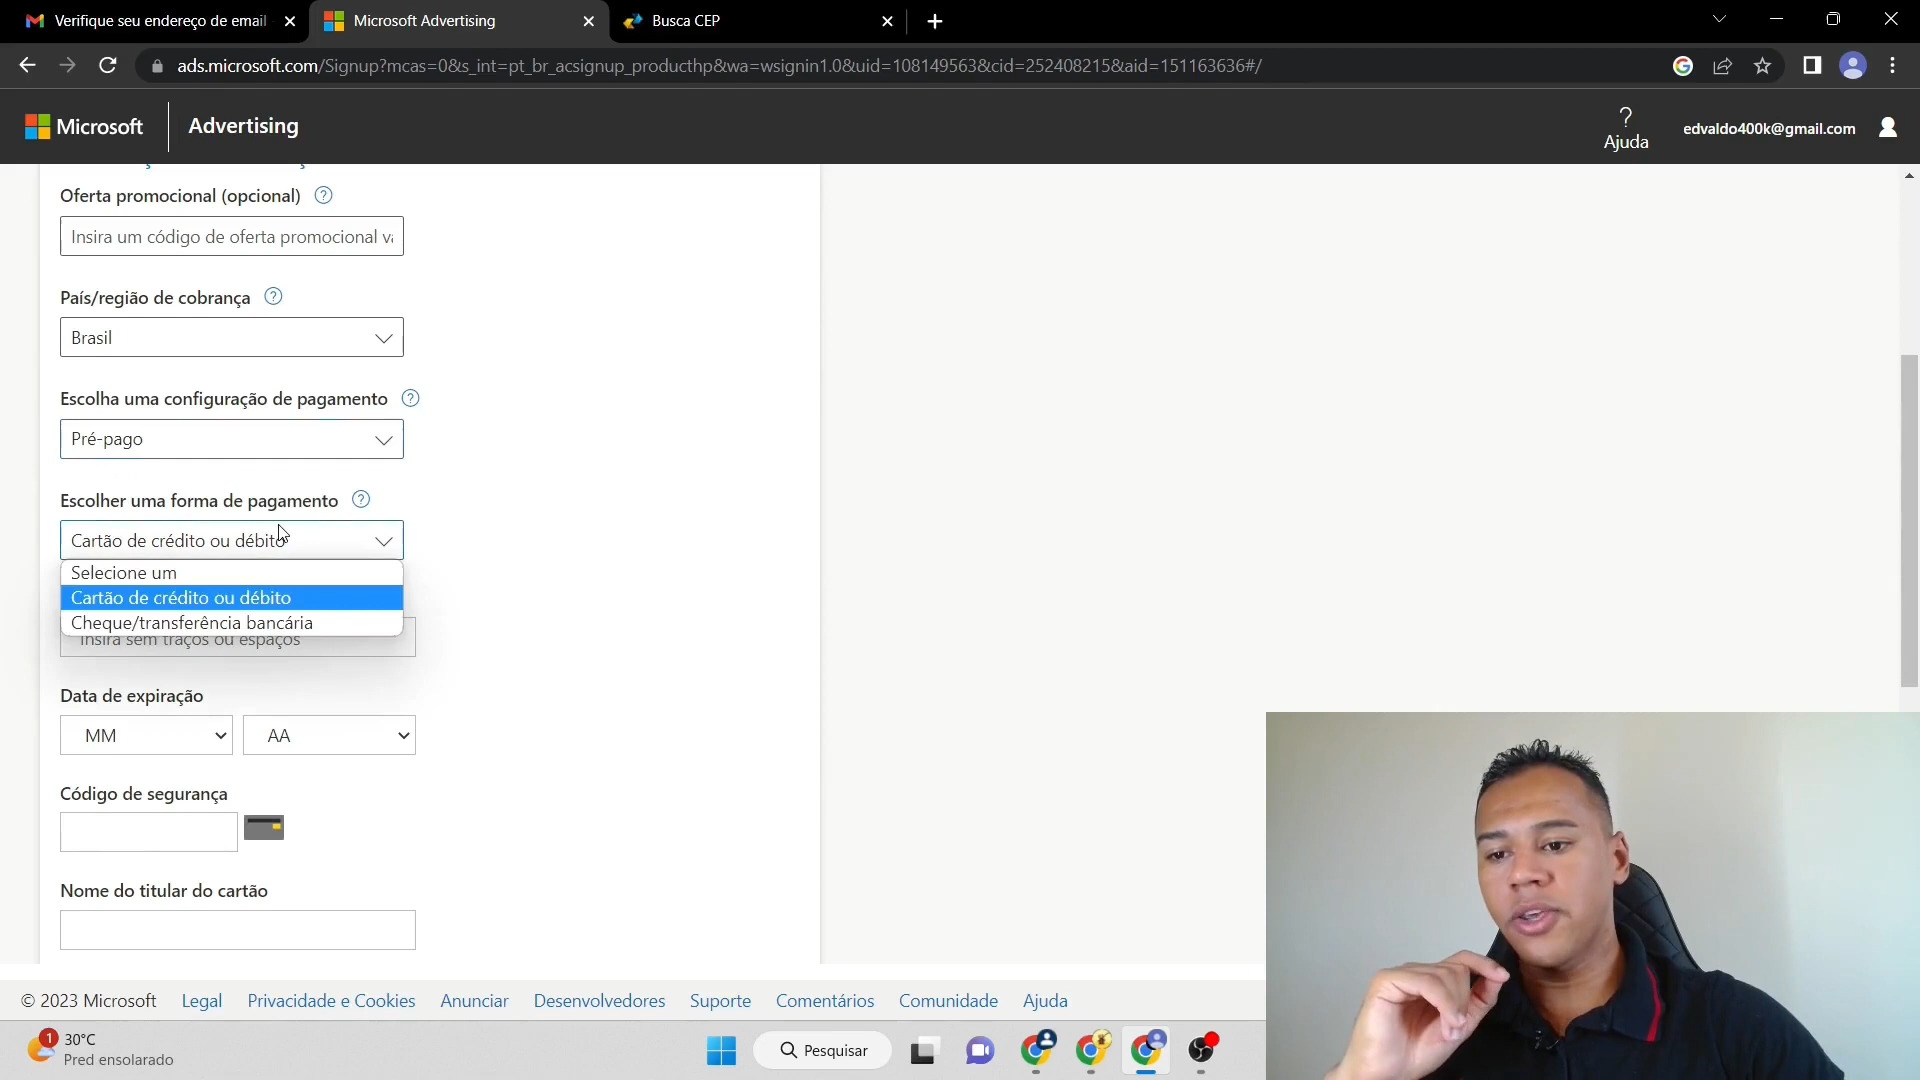 Verifique seu endereço de email
Microsoft Advertising
Busca CEP
ads.microsoft.com/Signup?mcas=0&s_int=pt_br_acsignup_producthp&wa=wsignin1.0&uid=108149563&cid=252408215&aid=151163636#/
Microsoft
Advertising
?
Ajuda
edvaldo400k@gmail.com
Oferta promocional (opcional) ?
Insira um código de oferta promocional
País/região de cobrança ?
Brasil
Escolha uma configuração de pagamento ?
Pré-pago
Escolher uma forma de pagamento ?
Cartão de crédito ou débito
Selecione um
Cartão de crédito ou débito
Cheque/transferência bancária
Insira sem traços ou espaços
Data de expiração
MM
AA
Código de segurança
Nome do titular do cartão
© 2023 Microsoft Legal Privacidade e Cookies Anunciar Desenvolvedores Suporte Comentários Comunidade Ajuda
1
30°C
Pred ensolarado
Pesquisar